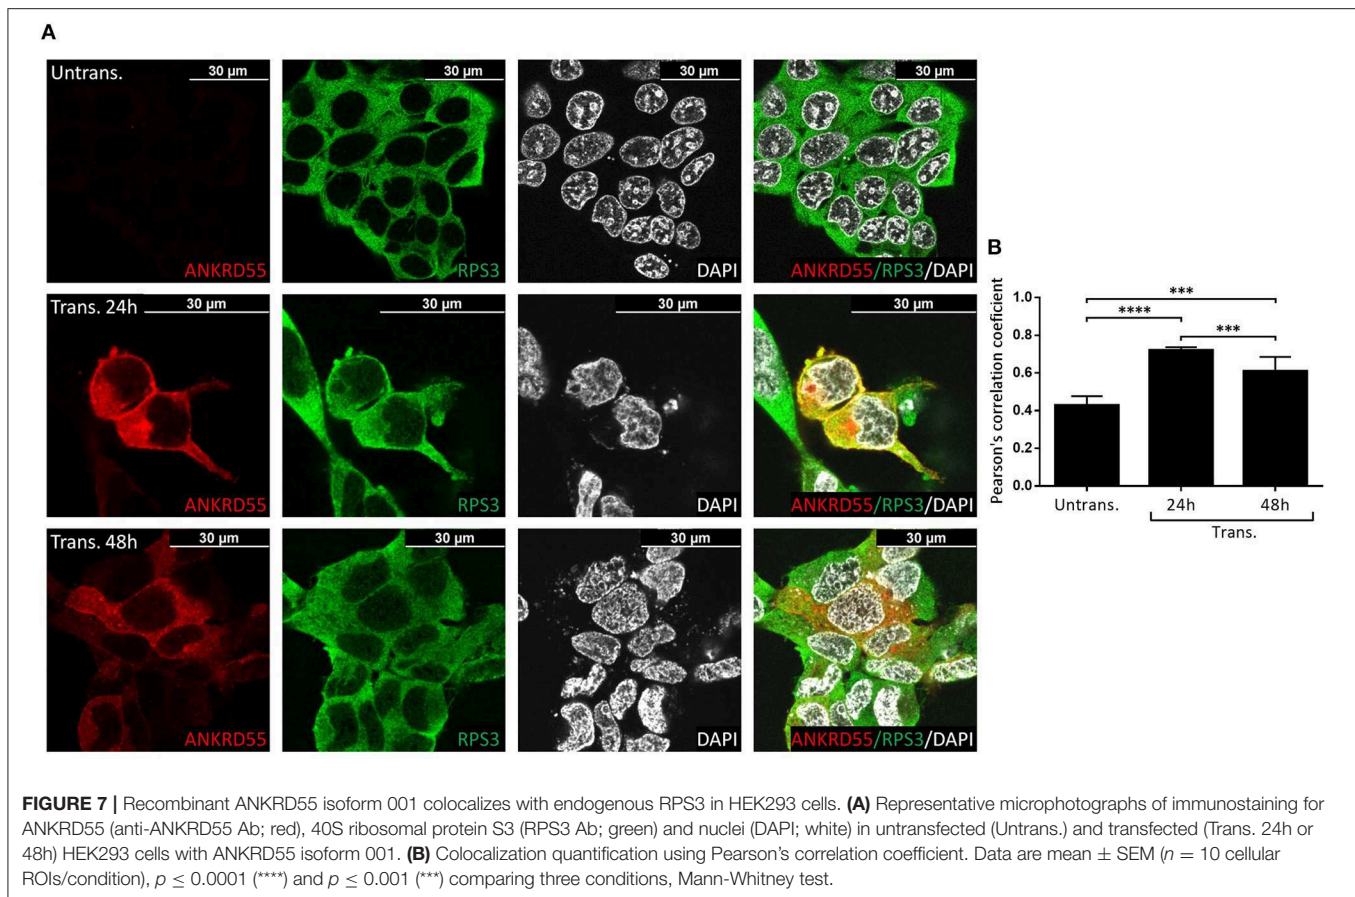 A
Untrans.
30 µm
30 µm
30 µm
30 µm
ANKRD55
RPS3
DAPI
ANKRD55/RPS3/DAPI
Trans. 24h
30 µm
30 µm
30 µm
30 µm
ANKRD55
RPS3
DAPI
ANKRD55/RPS3/DAPI
Trans. 48h
30 µm
30 µm
30 µm
30 µm
ANKRD55
RPS3
DAPI
ANKRD55/RPS3/DAPI
B
Pearson's correlation coeficient
1.0
0.8
0.6
0.4
0.2
0.0
***
****
***
Untrans.
24h
48h
Trans.
FIGURE 7 | Recombinant ANKRD55 isoform 001 colocalizes with endogenous RPS3 in HEK293 cells. (A) Representative microphotographs of immunostaining for
ANKRD55 (anti-ANKRD55 Ab; red), 40S ribosomal protein S3 (RPS3 Ab; green) and nuclei (DAPI; white) in untransfected (Untrans.) and transfected (Trans. 24h or
48h) HEK293 cells with ANKRD55 isoform 001. (B) Colocalization quantification using Pearson's correlation coefficient. Data are mean ± SEM (n = 10 cellular
ROIs/condition), p ≤ 0.0001 (****) and p ≤ 0.001 (***) comparing three conditions, Mann-Whitney test.